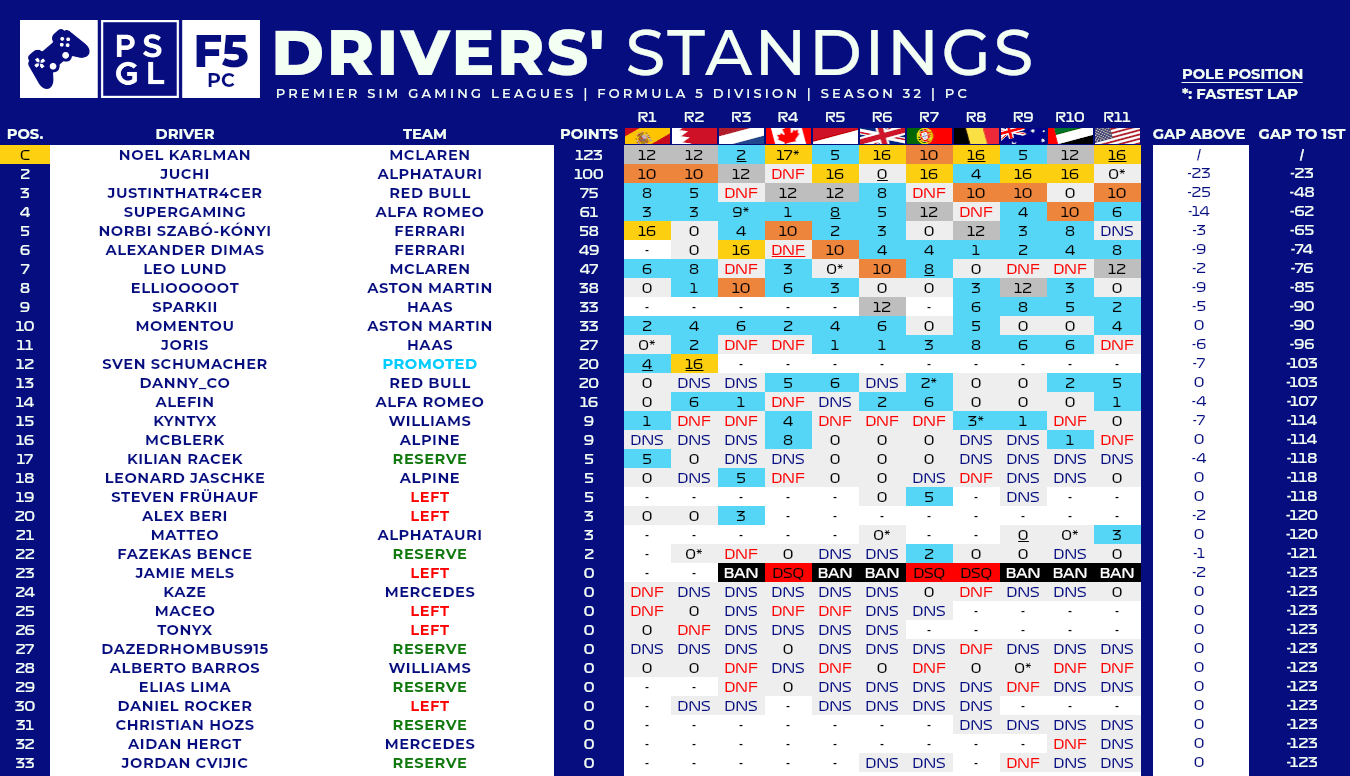 PS
GL
F5
PC
DRIVERS' STANDINGS
PREMIER SIM GAMING LEAGUES | FORMULA 5 DIVISION | SEASON 32 | PC
POLE POSITION
*: FASTEST LAP
R1 R2 R3 R4 R5 R6 R7 R8 R9 R10 R11
POS. DRIVER TEAM POINTS GAP ABOVE GAP TO 1ST
C NOEL KARLMAN MCLAREN 123 12 12 2 17* 5 16 10 16 5 12 16 / /
2 JUCHI ALPHATAURI 100 10 10 12 DNF 16 0 16 4 16 16 0* -23 -23
3 JUSTINTHATR4CER RED BULL 75 8 5 DNF 12 12 8 DNF 10 10 0 10 -25 -48
4 SUPERGAMING ALFA ROMEO 61 3 3 9* 1 8 5 12 DNF 4 10 6 -14 -62
5 NORBI SZABÓ-KÓNYI FERRARI 58 16 0 4 10 2 3 0 12 3 8 DNS -3 -65
6 ALEXANDER DIMAS FERRARI 49 - 0 16 DNF 10 4 4 1 2 4 8 -9 -74
7 LEO LUND MCLAREN 47 6 8 DNF 3 0* 10 8 0 DNF DNF 12 -2 -76
8 ELLIOOOOOT ASTON MARTIN 38 0 1 10 6 3 0 0 3 12 3 0 -9 -85
9 SPARKII HAAS 33 - - - - - 12 - 6 8 5 2 -5 -90
10 MOMENTOU ASTON MARTIN 33 2 4 6 2 4 6 0 5 0 0 4 0 -90
11 JORIS HAAS 27 0* 2 DNF DNF 1 1 3 8 6 6 DNF -6 -96
12 SVEN SCHUMACHER PROMOTED 20 4 16 - - - - - - - - - -7 -103
13 DANNY_CO RED BULL 20 0 DNS DNS 5 6 DNS 2* 0 0 2 5 0 -103
14 ALEFIN ALFA ROMEO 16 0 6 1 DNF DNS 2 6 0 0 0 1 -4 -107
15 KYNTYX WILLIAMS 9 1 DNF DNF 4 DNF DNF DNF 3* 1 DNF 0 -7 -114
16 MCBLERK ALPINE 9 DNS DNS DNS 8 0 0 0 DNS DNS 1 DNF 0 -114
17 KILIAN RACEK RESERVE 5 5 0 DNS DNS 0 0 0 DNS DNS DNS DNS -4 -118
18 LEONARD JASCHKE ALPINE 5 0 DNS 5 DNF 0 0 DNS DNF DNS DNS 0 0 -118
19 STEVEN FRÜHAUF LEFT 5 - - - - - 0 5 - DNS - - 0 -118
20 ALEX BERI LEFT 3 0 0 3 - - - - - - - - -2 -120
21 MATTEO ALPHATAURI 3 - - - - - 0* - - 0 0* 3 0 -120
22 FAZEKAS BENCE RESERVE 2 - 0* DNF 0 DNS DNS 2 0 0 DNS 0 -1 -121
23 JAMIE MELS LEFT 0 - - BAN DSQ BAN BAN DSQ DSQ BAN BAN BAN -2 -123
24 KAZE MERCEDES 0 DNF DNS DNS DNS DNS DNS 0 DNF DNS DNS 0 0 -123
25 MACEO LEFT 0 DNF 0 DNS DNF DNF DNS DNS - - - - 0 -123
26 TONYX LEFT 0 0 DNF DNS DNS DNS DNS - - - - - 0 -123
27 DAZEDRHOMBUS915 RESERVE 0 DNS DNS DNS 0 DNS DNS DNS DNF DNS DNS DNS 0 -123
28 ALBERTO BARROS WILLIAMS 0 0 0 DNF DNS DNF 0 DNF 0 0* DNF DNF 0 -123
29 ELIAS LIMA RESERVE 0 - - DNF 0 DNS DNS DNS DNS DNF DNS DNS 0 -123
30 DANIEL ROCKER LEFT 0 - DNS DNS - DNS DNS DNS DNS - - - 0 -123
31 CHRISTIAN HOZS RESERVE 0 - - - - - - - DNS DNS DNS DNS 0 -123
32 AIDAN HERGT MERCEDES 0 - - - - - - - - - DNF DNS 0 -123
33 JORDAN CVIJIC RESERVE 0 - - - - - DNS DNS - DNF DNS DNS 0 -123